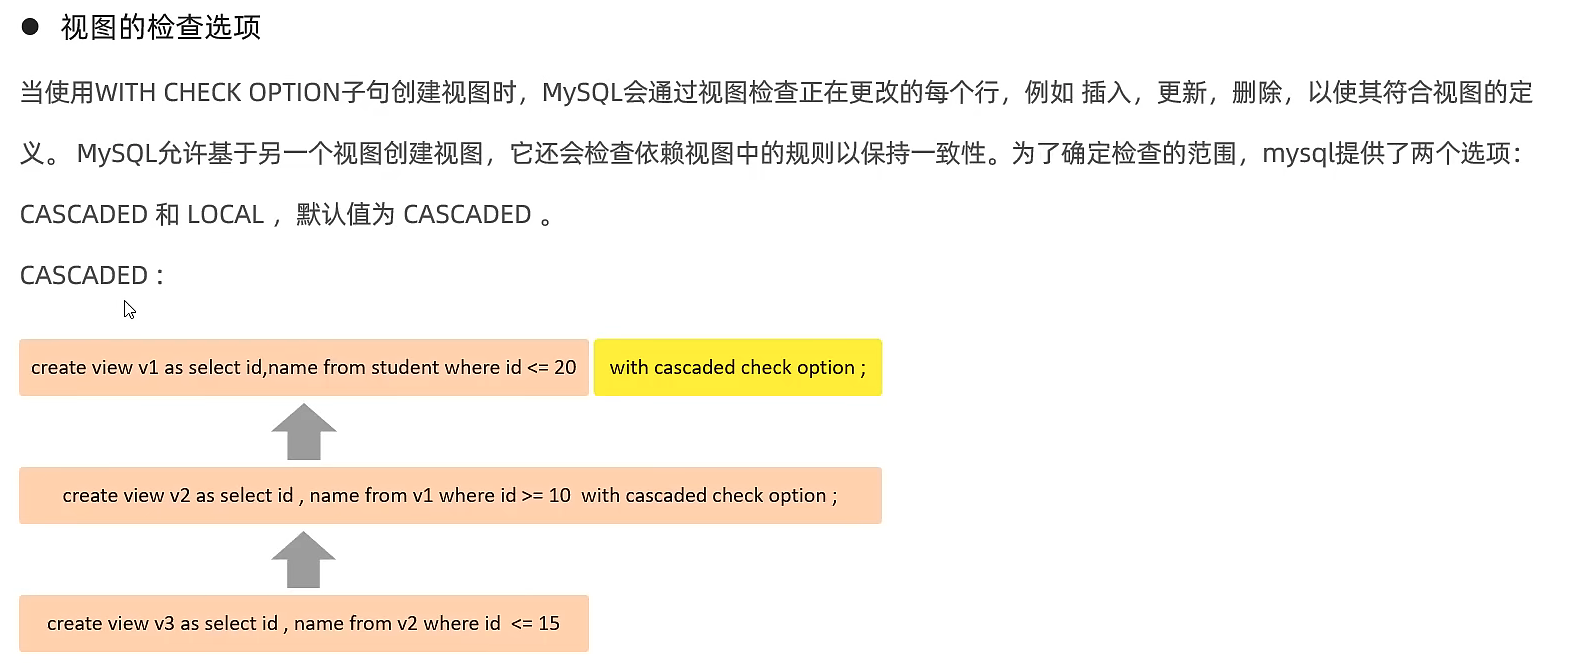 ● 视图的检查选项
当使用WITH CHECK OPTION子句创建视图时，MySQL会通过视图检查正在更改的每个行，例如 插入，更新，删除，以使其符合视图的定
义。 MySQL允许基于另一个视图创建视图，它还会检查依赖视图中的规则以保持一致性。为了确定检查的范围，mysql提供了两个选项：
CASCADED 和 LOCAL ，默认值为 CASCADED 。
CASCADED：
create view v1 as select id,name from student where id <= 20 with cascaded check option ;
create view v2 as select id , name from v1 where id >= 10 with cascaded check option ;
create view v3 as select id , name from v2 where id <= 15